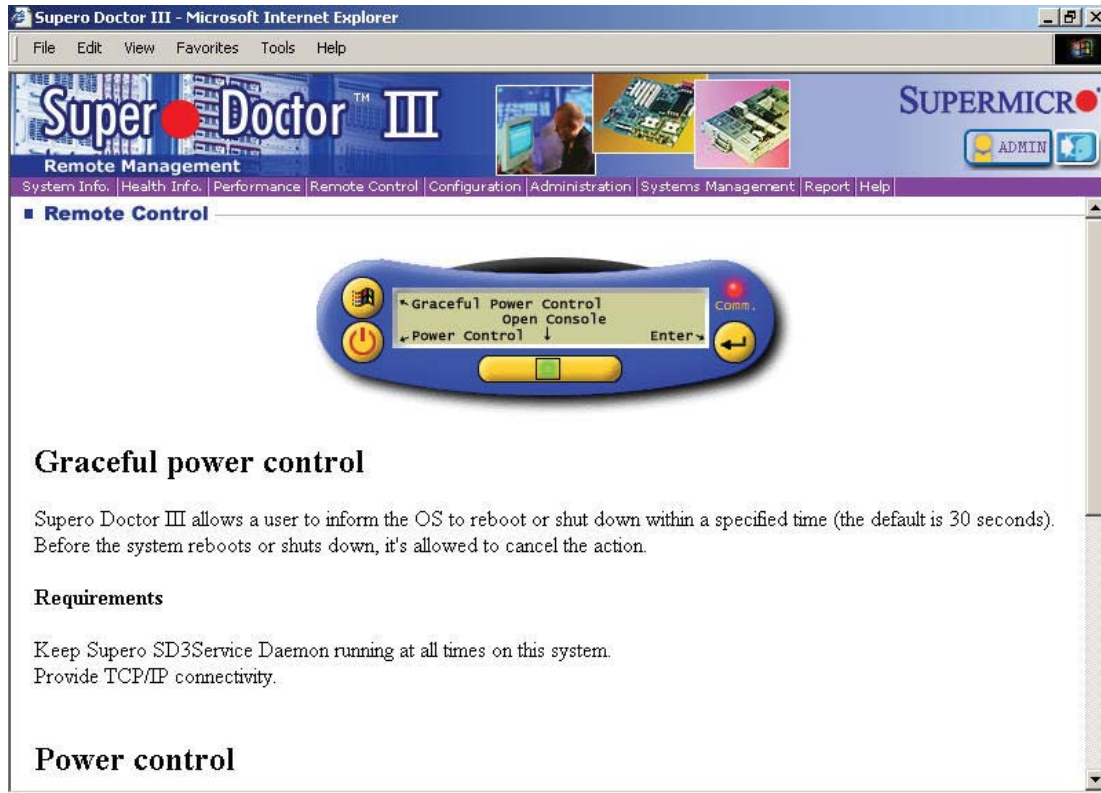 Supero Doctor III - Microsoft Internet Explorer
File Edit View Favorites Tools Help
Super Doctor™ III
Remote Management
SUPERMICR
ADMIN
System Info. Health Info. Performance Remote Control Configuration Administration Systems Management Report Help
Remote Control
Graceful Power Control
Open Console
Power Control ↓ Enter
Comm.
Graceful power control
Supero Doctor III allows a user to inform the OS to reboot or shut down within a specified time (the default is 30 seconds).
Before the system reboots or shuts down, it's allowed to cancel the action.
Requirements
Keep Supero SD3Service Daemon running at all times on this system.
Provide TCP/IP connectivity.
Power control